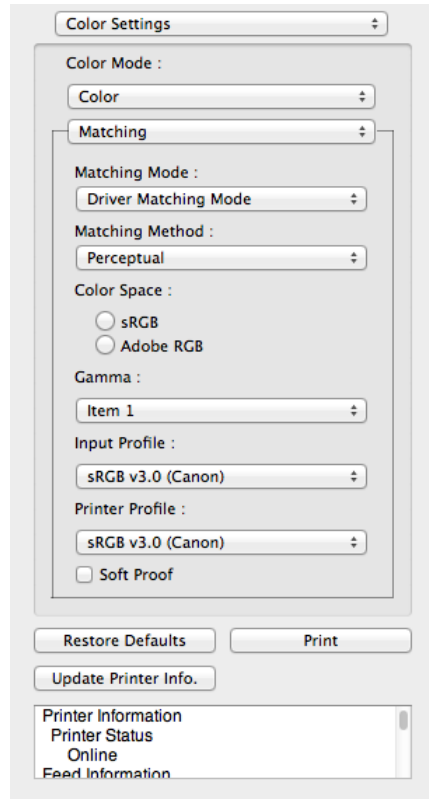 Color Settings
Color Mode :
Color
Matching
Matching Mode :
Driver Matching Mode
Matching Method :
Perceptual
Color Space :
sRGB
Adobe RGB
Gamma :
Item 1
Input Profile :
sRGB v3.0 (Canon)
Printer Profile :
sRGB v3.0 (Canon)
Soft Proof
Restore Defaults Print
Update Printer Info.
Printer Information
Printer Status
Online
Feed Information